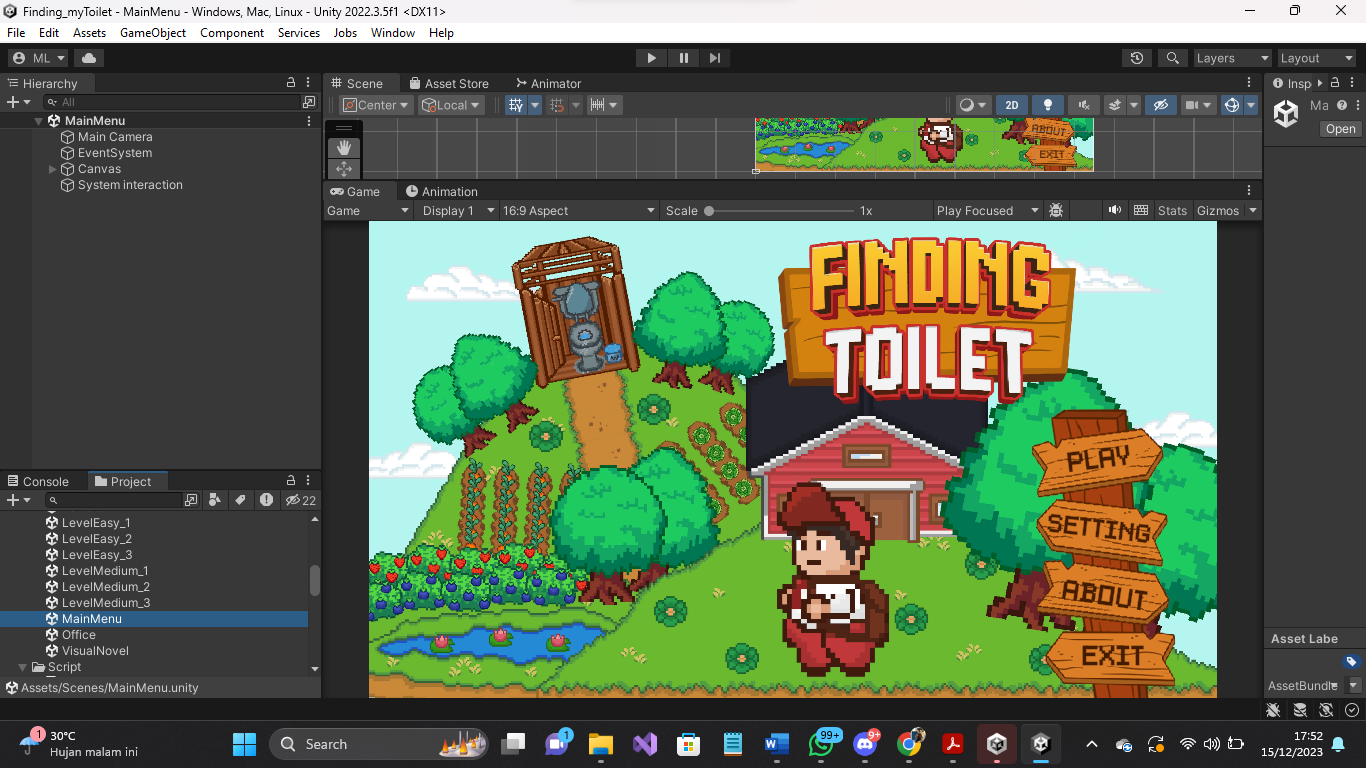 Finding_myToilet - MainMenu - Windows, Mac, Linux - Unity 2022.3.5f1 <DX11>
File Edit Assets GameObject Component Services Jobs Window Help
ML
Layers
Layout
Hierarchy
Scene
Asset Store
Animator
Insp
All
Center
Local
2D
Ma
Open
MainMenu
Main Camera
EventSystem
Canvas
System interaction
ABOUT
EXIT
Game
Animation
Game
Display 1
16:9 Aspect
Scale
1x
Play Focused
Stats
Gizmos
FINDING
TOILET
PLAY
SETTING
ABOUT
EXIT
Console
Project
22
LevelEasy_1
LevelEasy_2
LevelEasy_3
LevelMedium_1
LevelMedium_2
LevelMedium_3
MainMenu
Office
VisualNovel
Script
Assets/Scenes/MainMenu.unity
Asset Labe
AssetBundle
1
30°C
Hujan malam ini
Search
1
99+
9+
17:52
15/12/2023